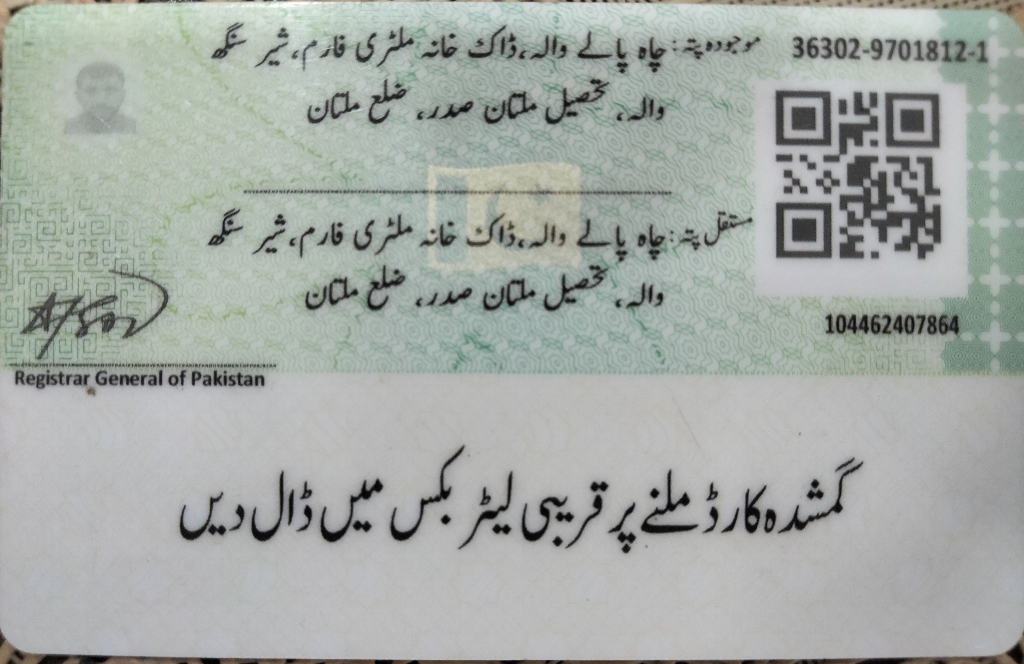 36302-9701812-1
موجودہ پتہ: چاہ پالے والہ، ڈاک خانہ ملٹری فارم، شیر سنگھ
والہ، تحصیل ملتان صدر، ضلع ملتان
مستقل پتہ: چاہ پالے والہ، ڈاک خانہ ملٹری فارم، شیر سنگھ
والہ، تحصیل ملتان صدر، ضلع ملتان
104462407864
Registrar General of Pakistan
گمشدہ کارڈ ملنے پر قریبی لیٹر بکس میں ڈال دیں